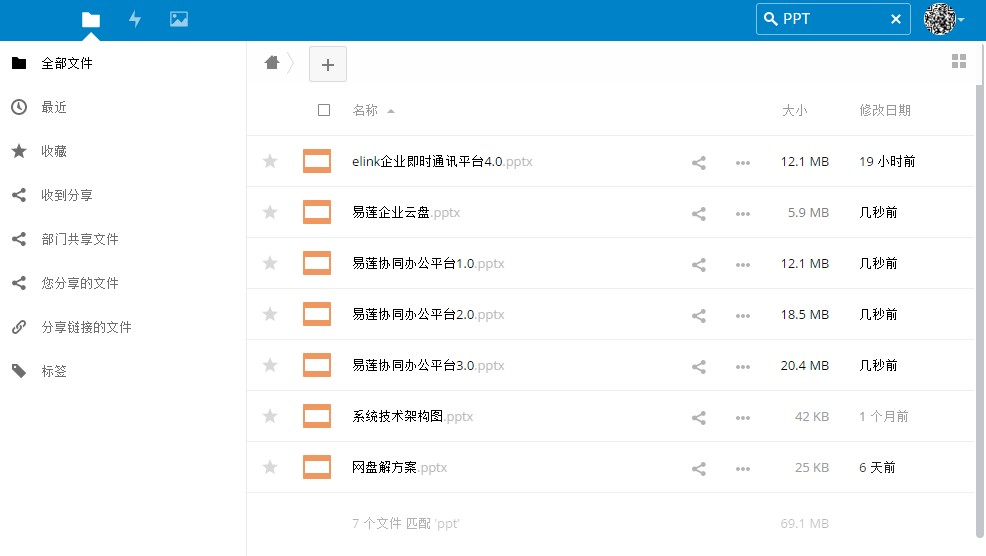 PPT
全部文件
最近
收藏
收到分享
部门共享文件
您分享的文件
分享链接的文件
标签
名称 大小 修改日期
elink企业即时通讯平台4.0.pptx 12.1 MB 19 小时前
易莲企业云盘.pptx 5.9 MB 几秒前
易莲协同办公平台1.0.pptx 12.1 MB 几秒前
易莲协同办公平台2.0.pptx 18.5 MB 几秒前
易莲协同办公平台3.0.pptx 20.4 MB 几秒前
系统技术架构图.pptx 42 KB 1 个月前
网盘解方案.pptx 25 KB 6 天前
7 个文件 匹配 'ppt' 69.1 MB